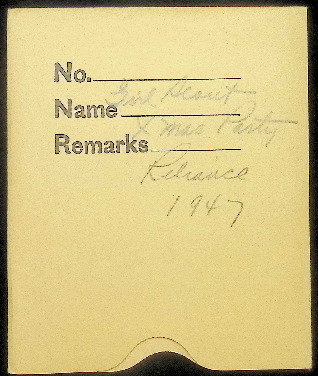 No.
Name Girl Scout
Remarks X mas Party
Reliance
1947